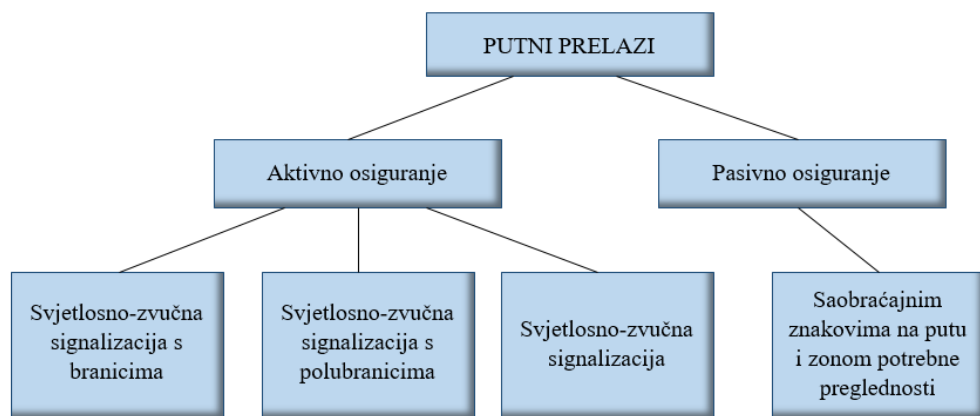 PUTNI PRELAZI
Aktivno osiguranje
Pasivno osiguranje
Svjetlosno-zvučna
signalizacija s
branicima
Svjetlosno-zvučna
signalizacija s
polubranicima
Svjetlosno-zvučna
signalizacija
Saobraćajnim
znakovima na putu
i zonom potrebne
preglednosti